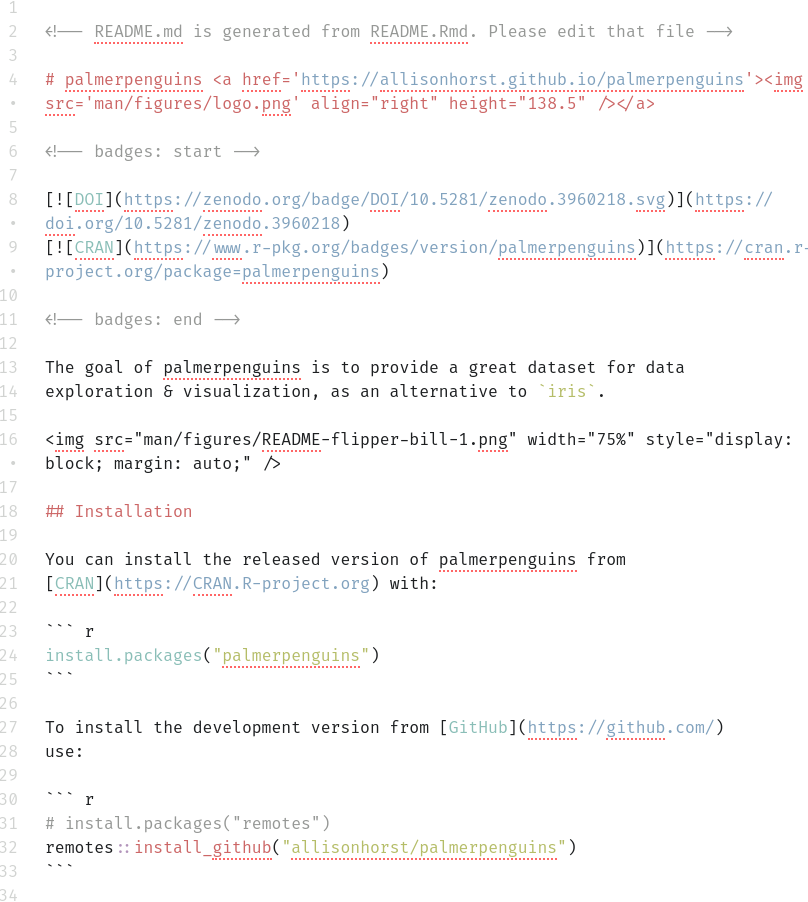 1
2 <!-- README.md is generated from README.Rmd. Please edit that file -->
3
4 # palmerpenguins <a href='https://allisonhorst.github.io/palmerpenguins'><img
• src='man/figures/logo.png' align="right" height="138.5" /></a>
5
6 <!-- badges: start -->
7
8 [![DOI](https://zenodo.org/badge/DOI/10.5281/zenodo.3960218.svg)](https://
• doi.org/10.5281/zenodo.3960218)
9 [![CRAN](https://www.r-pkg.org/badges/version/palmerpenguins)](https://cran.r-
• project.org/package=palmerpenguins)
10
11 <!-- badges: end -->
12
13 The goal of palmerpenguins is to provide a great dataset for data
14 exploration & visualization, as an alternative to `iris`.
15
16 <img src="man/figures/README-flipper-bill-1.png" width="75%" style="display:
• block; margin: auto;" />
17
18 ## Installation
19
20 You can install the released version of palmerpenguins from
21 [CRAN](https://CRAN.R-project.org) with:
22
23 ``` r
24 install.packages("palmerpenguins")
25 ```
26
27 To install the development version from [GitHub](https://github.com/)
28 use:
29
30 ``` r
31 # install.packages("remotes")
32 remotes::install_github("allisonhorst/palmerpenguins")
33 ```
34